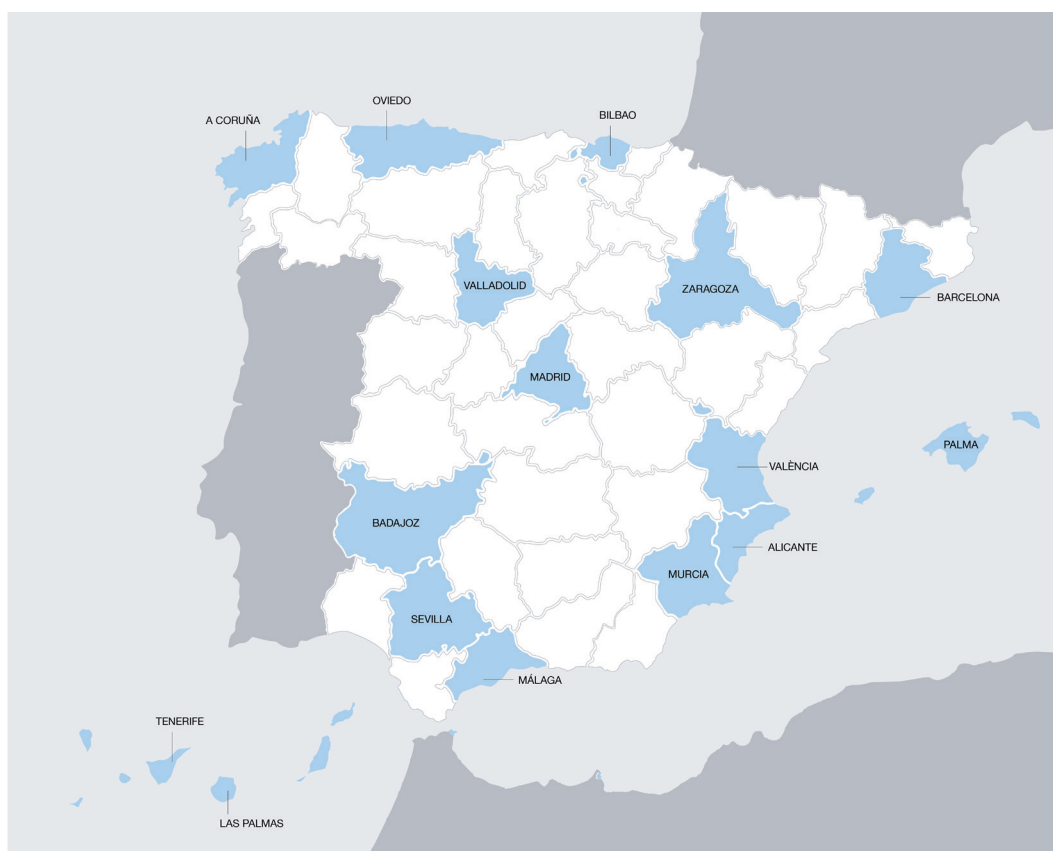 OVIEDO
BILBAO
A CORUÑA
VALLADOLID
ZARAGOZA
BARCELONA
MADRID
PALMA
VALÈNCIA
BADAJOZ
ALICANTE
MURCIA
SEVILLA
MÁLAGA
TENERIFE
LAS PALMAS